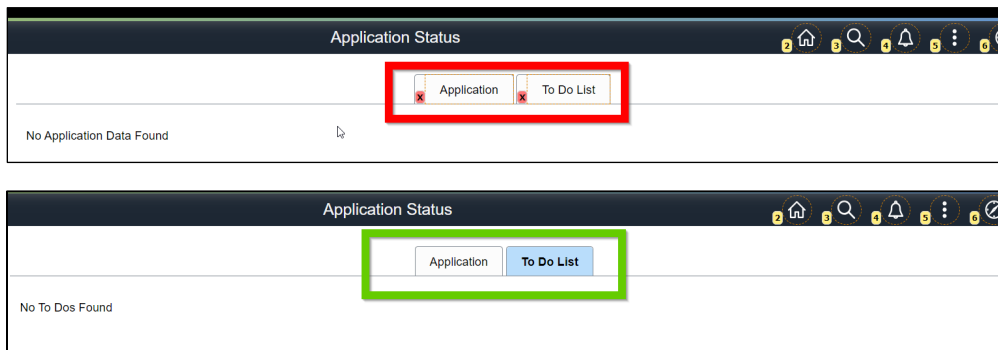 Application Status
2 3 4 5 6
x Application x To Do List
No Application Data Found
Application Status
2 3 4 5 6
Application To Do List
No To Dos Found